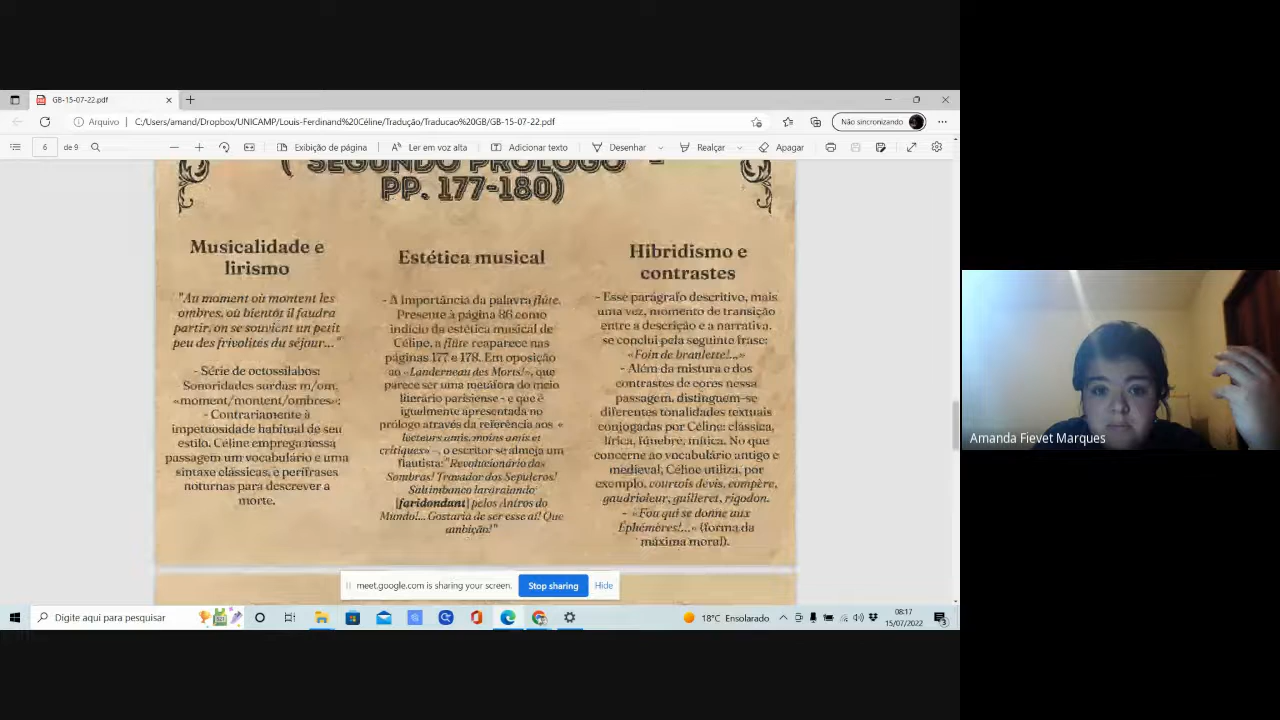 GB-15-07-22.pdf
Arquivo
C:/Users/amand/Dropbox/UNICAMP/Louis-Ferdinand%20Céline/Tradução/Traducao%20GB/GB-15-07-22.pdf
Não sincronizando
6 de 9
Exibição de página
Ler em voz alta
Adicionar texto
Desenhar
Realçar
Apagar
( SEGUNDO PRÓLOGO -
PP. 177-180)
Musicalidade e
lirismo
"Au moment où montent les
ombres, où bientôt il faudra
partir, on se souvient un petit
peu des frivolités du séjour..."
- Série de octossílabos:
Sonoridades surdas: m/om,
«moment/montent/ombres»;
- Contrariamente à
impetuosidade habitual de seu
estilo, Céline emprega nessa
passagem um vocabulário e uma
sintaxe clássicas, e perífrases
noturnas para descrever a
morte.
Estética musical
- A importância da palavra flûte.
Presente à página 86 como
indício da estética musical de
Céline, a flûte reaparece nas
páginas 177 e 178. Em oposição
ao «Landerneau des Morts!», que
parece ser uma metáfora do meio
literário parisiense - e que é
igualmente apresentada no
prólogo através da referência aos «
lecteurs amis, moins amis et
critiques» -, o escritor se almeja um
flautista: "Revolucionário das
Sombras! Trovador dos Sepulcros!
Saltimbanco lararaiando
[faridondant] pelos Antros do
Mundo!... Gostaria de ser esse aí! Que
ambição!"
Hibridismo e
contrastes
- Esse parágrafo descritivo, mais
uma vez, momento de transição
entre a descrição e a narrativa,
se conclui pela seguinte frase:
«Foin de branlette!...»
- Além da mistura e dos
contrastes de cores nessa
passagem, distinguem-se
diferentes tonalidades textuais
conjugadas por Céline: clássica,
lírica, fúnebre, mítica. No que
concerne ao vocabulário antigo e
medieval, Céline utiliza, por
exemplo, courtois devis, compère,
gaudrioleur, guilleret, rigodon.
- «Fou qui se donne aux
Éphémères!...» (forma da
máxima moral).
meet.google.com is sharing your screen.
Stop sharing
Hide
Amanda Fievet Marques
Digite aqui para pesquisar
18°C Ensolarado
08:17
15/07/2022
3